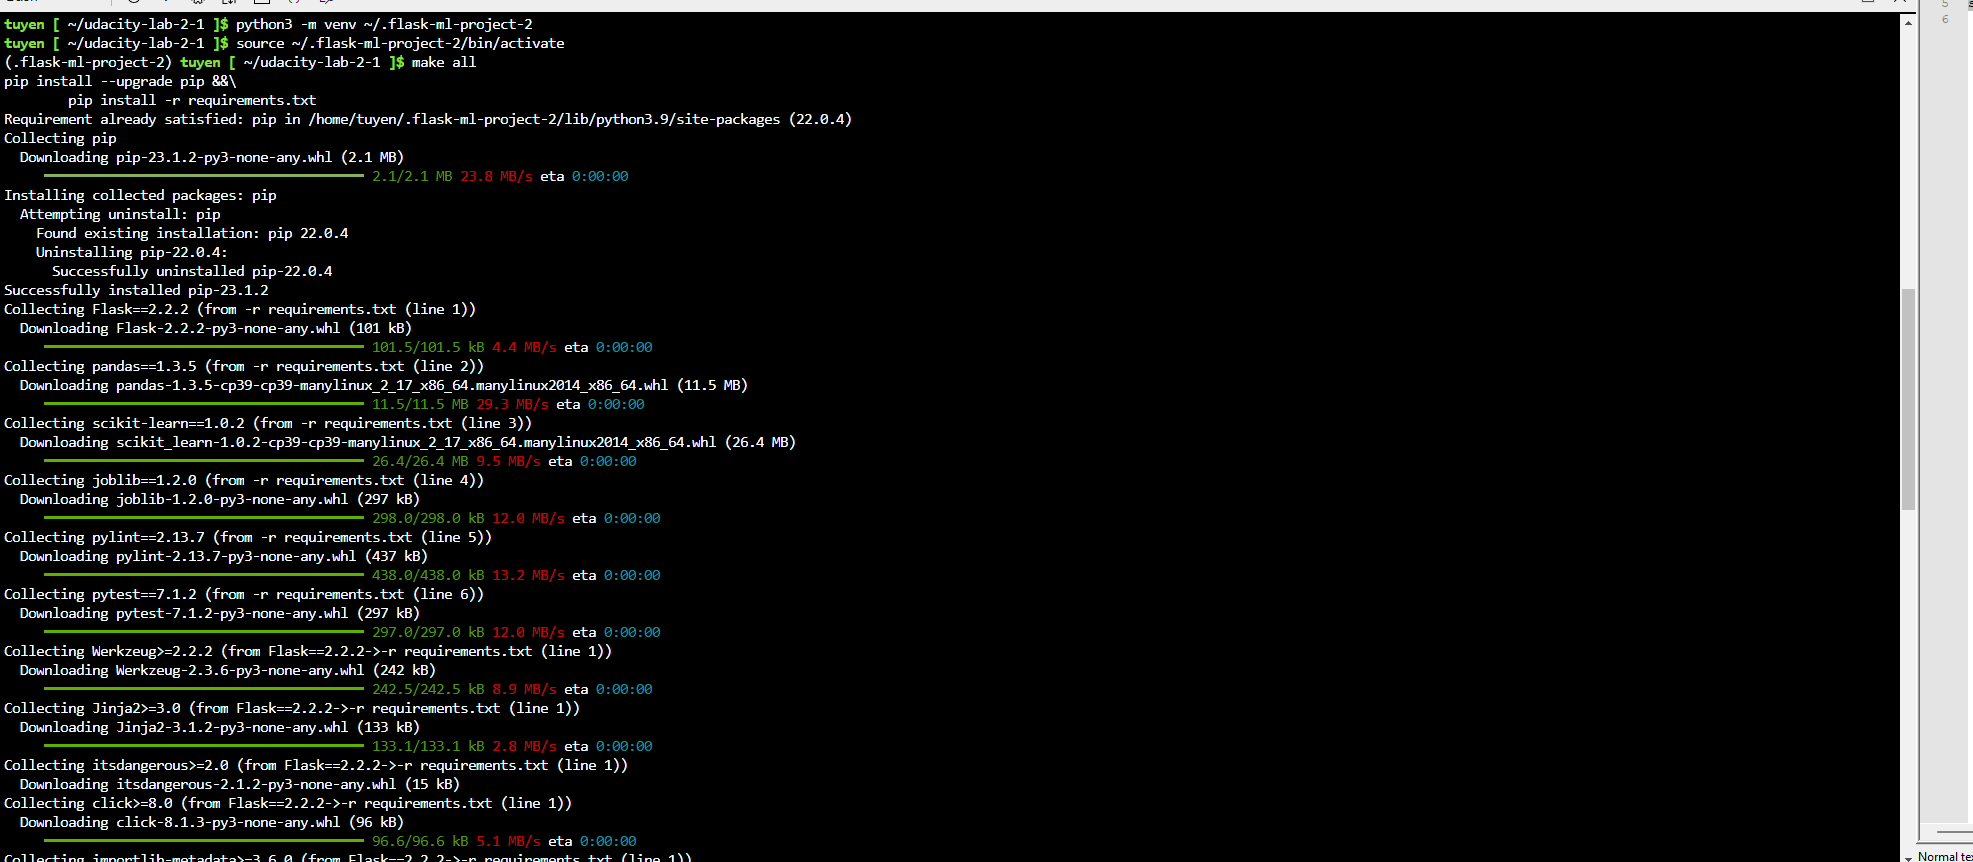 tuyen [ ~/udacity-lab-2-1 ]$ python3 -m venv ~/.flask-ml-project-2
tuyen [ ~/udacity-lab-2-1 ]$ source ~/.flask-ml-project-2/bin/activate
(.flask-ml-project-2) tuyen [ ~/udacity-lab-2-1 ]$ make all
pip install --upgrade pip &&\
pip install -r requirements.txt
Requirement already satisfied: pip in /home/tuyen/.flask-ml-project-2/lib/python3.9/site-packages (22.0.4)
Collecting pip
Downloading pip-23.1.2-py3-none-any.whl (2.1 MB)
2.1/2.1 MB 23.8 MB/s eta 0:00:00
Installing collected packages: pip
Attempting uninstall: pip
Found existing installation: pip 22.0.4
Uninstalling pip-22.0.4:
Successfully uninstalled pip-22.0.4
Successfully installed pip-23.1.2
Collecting Flask==2.2.2 (from -r requirements.txt (line 1))
Downloading Flask-2.2.2-py3-none-any.whl (101 kB)
101.5/101.5 kB 4.4 MB/s eta 0:00:00
Collecting pandas==1.3.5 (from -r requirements.txt (line 2))
Downloading pandas-1.3.5-cp39-cp39-manylinux_2_17_x86_64.manylinux2014_x86_64.whl (11.5 MB)
11.5/11.5 MB 29.3 MB/s eta 0:00:00
Collecting scikit-learn==1.0.2 (from -r requirements.txt (line 3))
Downloading scikit_learn-1.0.2-cp39-cp39-manylinux_2_17_x86_64.manylinux2014_x86_64.whl (26.4 MB)
26.4/26.4 MB 9.5 MB/s eta 0:00:00
Collecting joblib==1.2.0 (from -r requirements.txt (line 4))
Downloading joblib-1.2.0-py3-none-any.whl (297 kB)
298.0/298.0 kB 12.0 MB/s eta 0:00:00
Collecting pylint==2.13.7 (from -r requirements.txt (line 5))
Downloading pylint-2.13.7-py3-none-any.whl (437 kB)
438.0/438.0 kB 13.2 MB/s eta 0:00:00
Collecting pytest==7.1.2 (from -r requirements.txt (line 6))
Downloading pytest-7.1.2-py3-none-any.whl (297 kB)
297.0/297.0 kB 12.0 MB/s eta 0:00:00
Collecting Werkzeug>=2.2.2 (from Flask==2.2.2->-r requirements.txt (line 1))
Downloading Werkzeug-2.3.6-py3-none-any.whl (242 kB)
242.5/242.5 kB 8.9 MB/s eta 0:00:00
Collecting Jinja2>=3.0 (from Flask==2.2.2->-r requirements.txt (line 1))
Downloading Jinja2-3.1.2-py3-none-any.whl (133 kB)
133.1/133.1 kB 2.8 MB/s eta 0:00:00
Collecting itsdangerous>=2.0 (from Flask==2.2.2->-r requirements.txt (line 1))
Downloading itsdangerous-2.1.2-py3-none-any.whl (15 kB)
Collecting click>=8.0 (from Flask==2.2.2->-r requirements.txt (line 1))
Downloading click-8.1.3-py3-none-any.whl (96 kB)
96.6/96.6 kB 5.1 MB/s eta 0:00:00
Collecting importlib-metadata>=3.6.0 (from Flask==2.2.2->-r requirements.txt (line 1))
5
6
Normal te